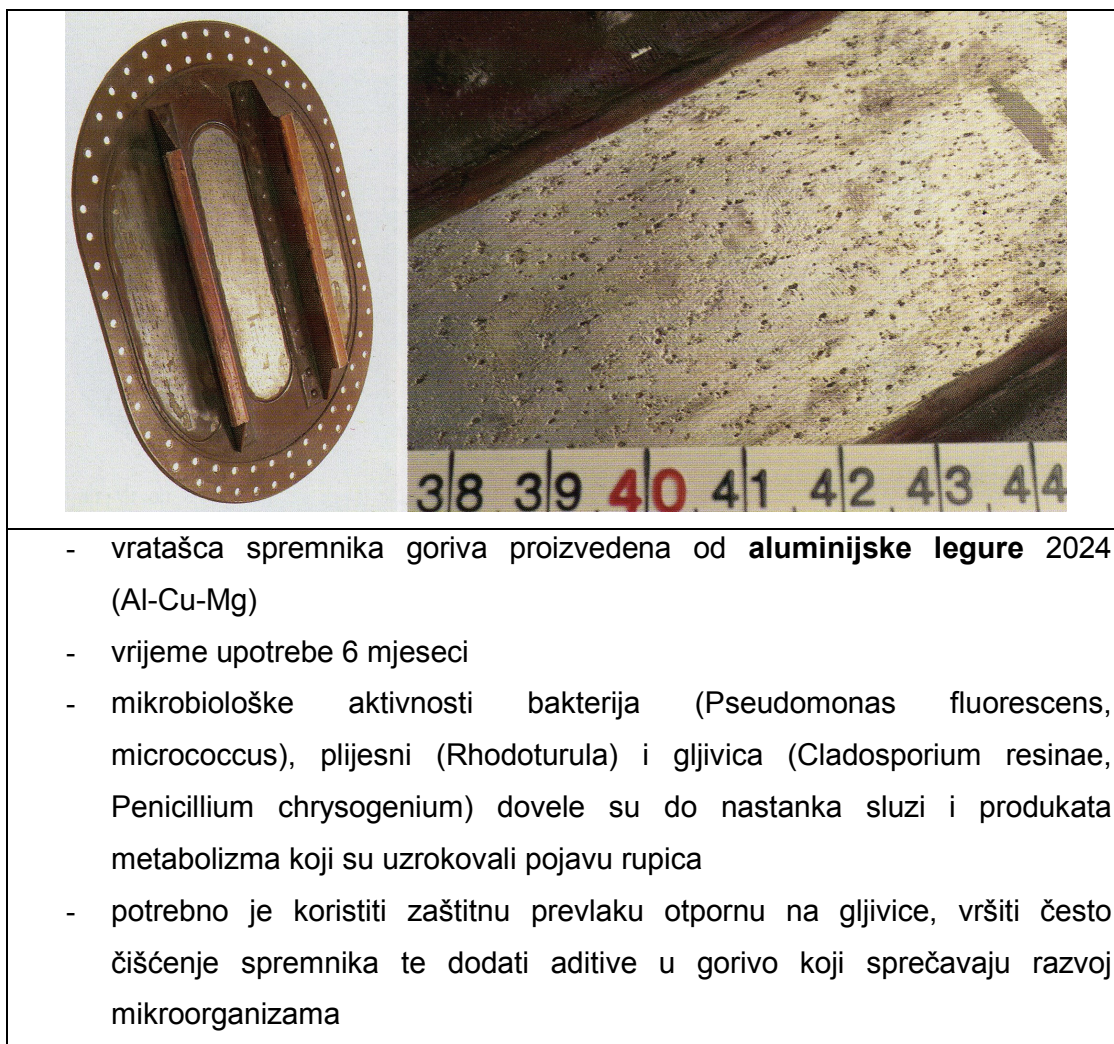 38 39 40 41 42 43 44
- vratašca spremnika goriva proizvedena od aluminijske legure 2024
(Al-Cu-Mg)
- vrijeme upotrebe 6 mjeseci
- mikrobiološke aktivnosti bakterija (Pseudomonas fluorescens,
micrococcus), plijesni (Rhodoturula) i gljivica (Cladosporium resinae,
Penicillium chrysogenium) dovele su do nastanka sluzi i produkata
metabolizma koji su uzrokovali pojavu rupica
- potrebno je koristiti zaštitnu prevlaku otpornu na gljivice, vršiti često
čišćenje spremnika te dodati aditive u gorivo koji sprečavaju razvoj
mikroorganizama